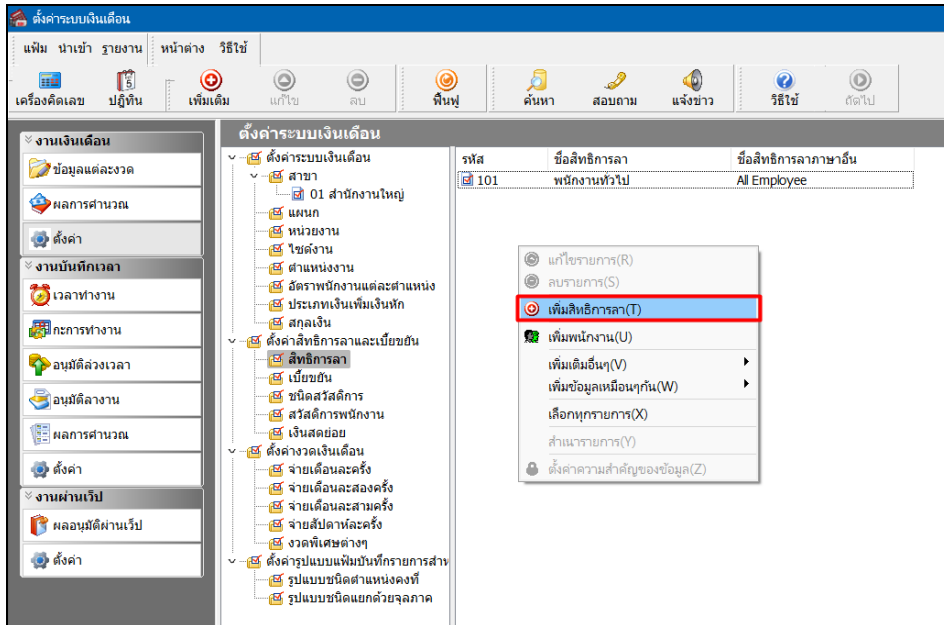 ตั้งค่าระบบเงินเดือน
แฟ้ม นำเข้า รายงาน หน้าต่าง วิธีใช้
5
เครื่องคิดเลข ปฏิทิน เพิ่มเติม แก้ไข ลบ ฟื้นฟู ค้นหา สอบถาม แจ้งข่าว วิธีใช้ ถัดไป
งานเงินเดือน
ข้อมูลแต่ละงวด
ผลการคำนวณ
ตั้งค่า
งานบันทึกเวลา
เวลาทำงาน
กะการทำงาน
อนุมัติล่วงเวลา
อนุมัติลางาน
ผลการคำนวณ
ตั้งค่า
งานผ่านเว็ป
ผลอนุมัติผ่านเว็ป
ตั้งค่า
ตั้งค่าระบบเงินเดือน
ตั้งค่าระบบเงินเดือน
สาขา
01 สำนักงานใหญ่
แผนก
หน่วยงาน
ไซด์งาน
ตำแหน่งงาน
อัตราพนักงานแต่ละตำแหน่ง
ประเภทเงินเพิ่มเงินหัก
สกุลเงิน
ตั้งค่าสิทธิการลาและเบี้ยขยัน
สิทธิการลา
เบี้ยขยัน
ชนิดสวัสดิการ
สวัสดิการพนักงาน
เงินสดย่อย
ตั้งค่างวดเงินเดือน
จ่ายเดือนละครั้ง
จ่ายเดือนละสองครั้ง
จ่ายเดือนละสามครั้ง
จ่ายสัปดาห์ละครั้ง
งวดพิเศษต่างๆ
ตั้งค่ารูปแบบแฟ้มบันทึกรายการสำห
รูปแบบชนิดตำแหน่งคงที่
รูปแบบชนิดแยกด้วยจุลภาค
รหัส ชื่อสิทธิการลา ชื่อสิทธิการลาภาษาอื่น
101 พนักงานทั่วไป All Employee
แก้ไขรายการ(R)
ลบรายการ(S)
เพิ่มสิทธิการลา(T)
เพิ่มพนักงาน(U)
เพิ่มเติมอื่นๆ(V)
เพิ่มข้อมูลเหมือนๆกัน(W)
เลือกทุกรายการ(X)
สำเนารายการ(Y)
ตั้งค่าความสำคัญของข้อมูล(Z)